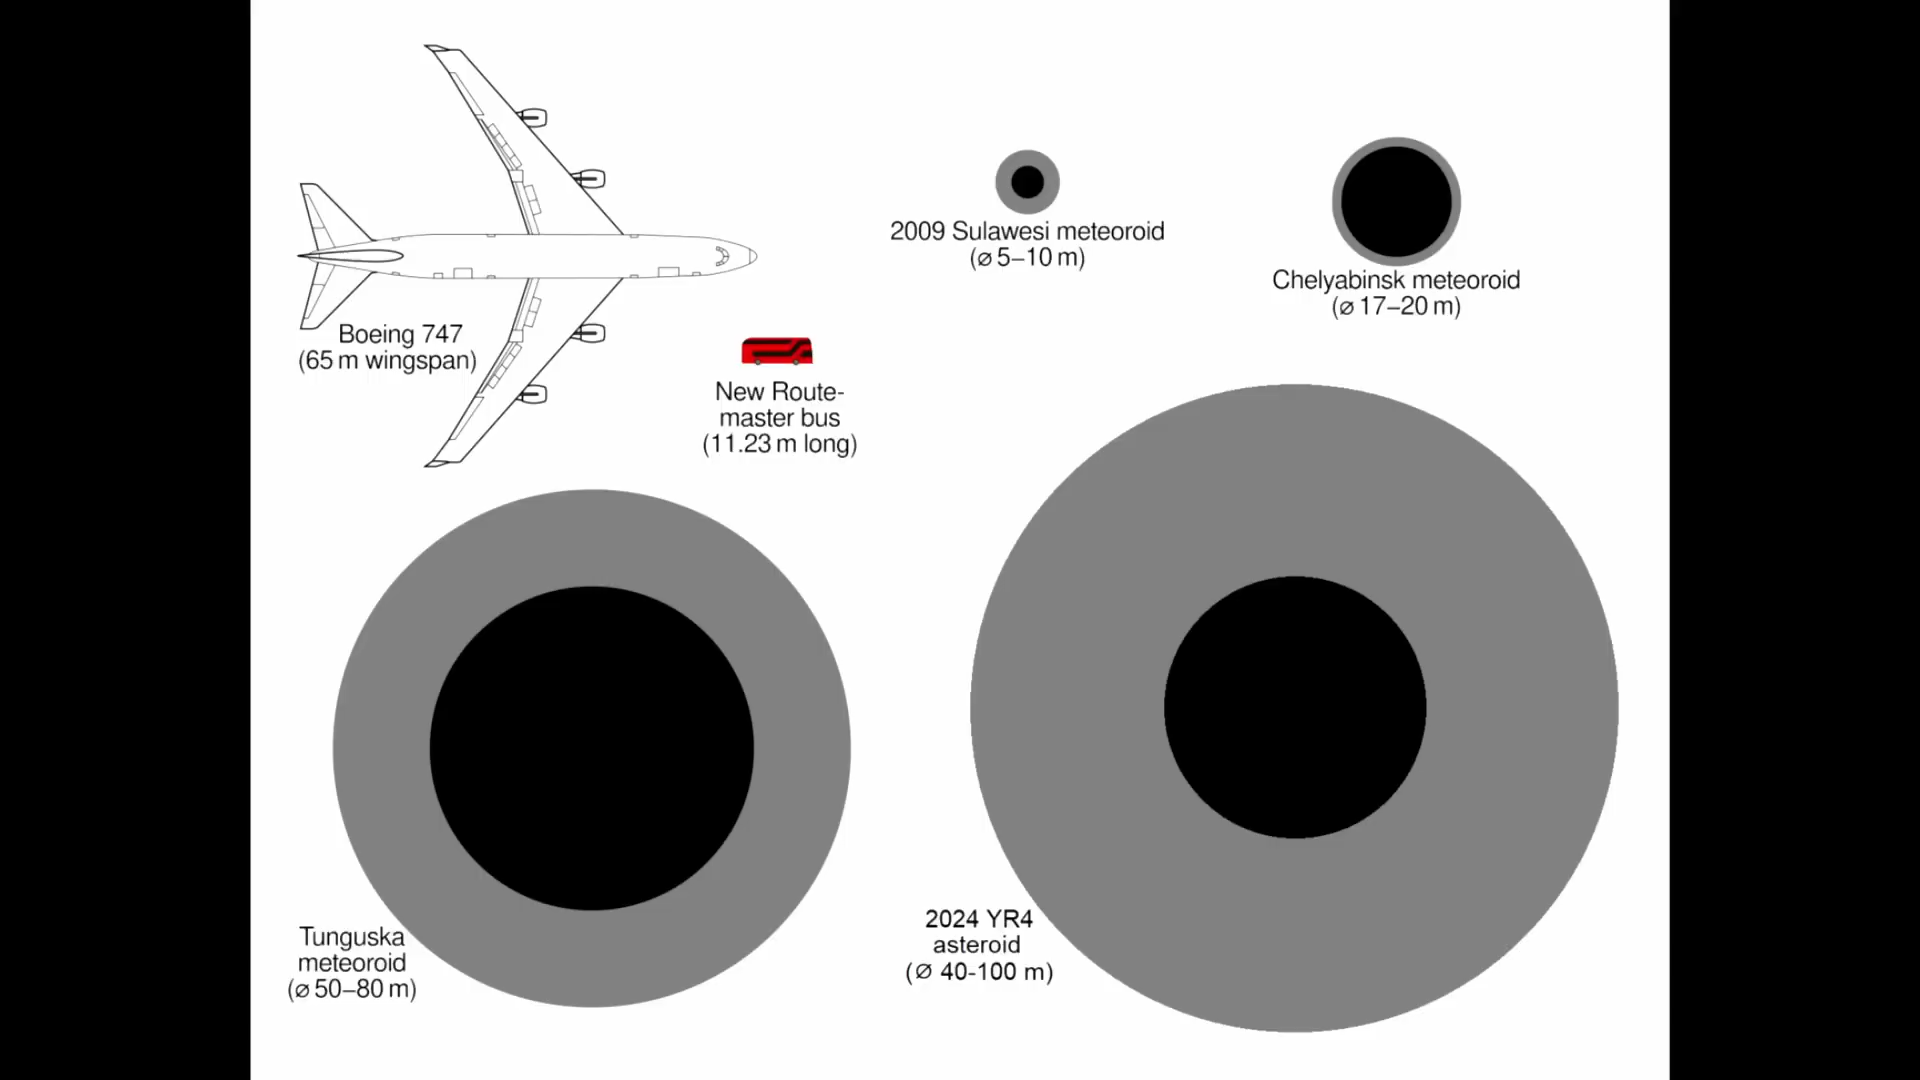 Boeing 747
(65 m wingspan)
New Route-
master bus
(11.23 m long)
2009 Sulawesi meteoroid
(⌀ 5–10 m)
Chelyabinsk meteoroid
(⌀ 17–20 m)
Tunguska
meteoroid
(⌀ 50–80 m)
2024 YR4
asteroid
(∅ 40-100 m)